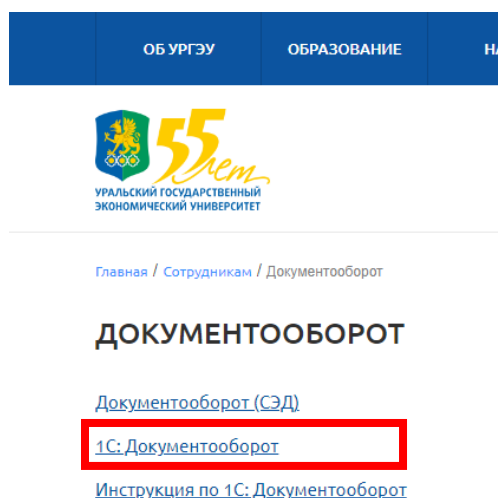 ОБ УРГЭУ ОБРАЗОВАНИЕ
55 лет
УРАЛЬСКИЙ ГОСУДАРСТВЕННЫЙ
ЭКОНОМИЧЕСКИЙ УНИВЕРСИТЕТ
Главная / Сотрудникам / Документооборот
ДОКУМЕНТООБОРОТ
Документооборот (СЭД)
1С: Документооборот
Инструкция по 1С: Документооборот